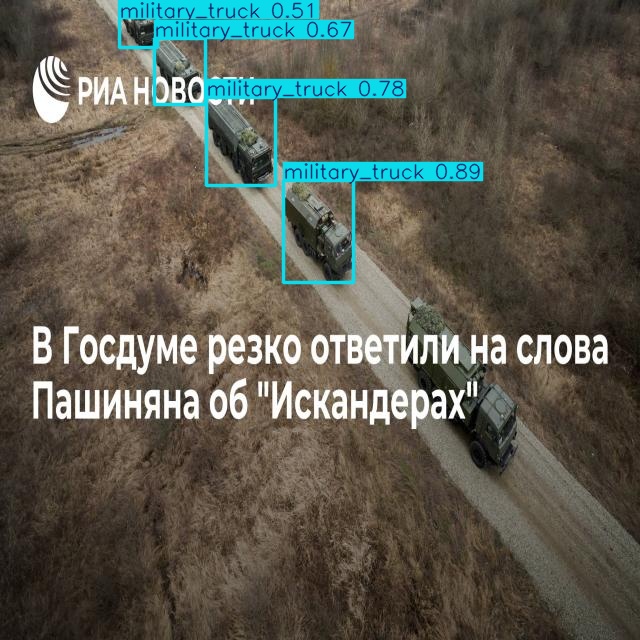 military_truck 0.51
military_truck 0.67
РИА НОВОСТИ
military_truck 0.78
military_truck 0.89
В Госдуме резко ответили на слова
Пашиняна об "Искандерах"